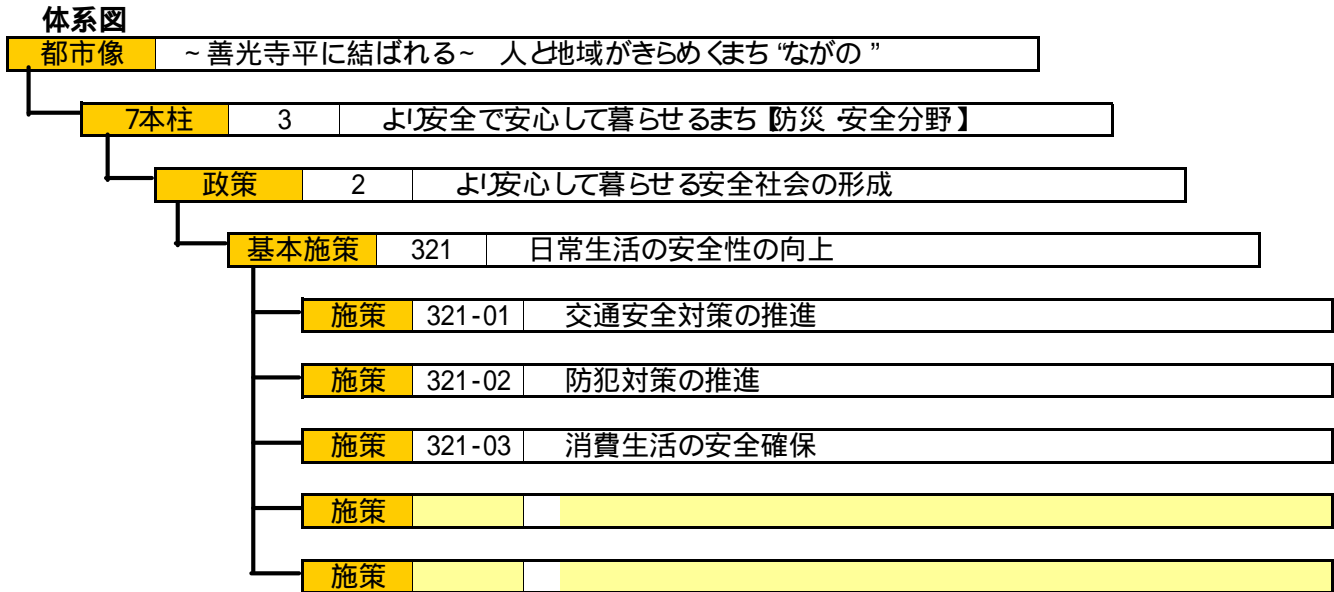 体系図
都市像 ~善光寺平に結ばれる~ 人と地域がきらめくまち“ながの”
7本柱 3 より安全で安心して暮らせるまち【防災・安全分野】
政策 2 より安心して暮らせる安全社会の形成
基本施策 321 日常生活の安全性の向上
施策 321-01 交通安全対策の推進
施策 321-02 防犯対策の推進
施策 321-03 消費生活の安全確保
施策
施策